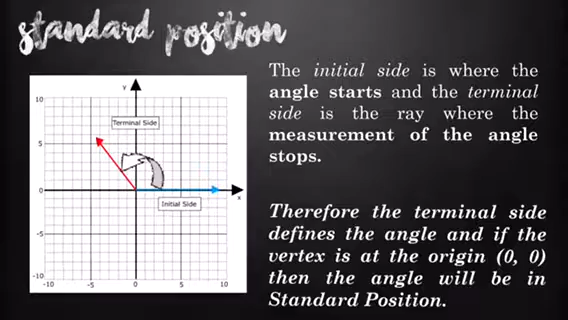 standard position
The initial side is where the
angle starts and the terminal
side is the ray where the
measurement of the angle
stops.
Therefore the terminal side
defines the angle and if the
vertex is at the origin (0, 0)
then the angle will be in
Standard Position.
Y
10
Terminal Side
5
0
x
Initial Side
-5
-10
-10 -5 0 5 10